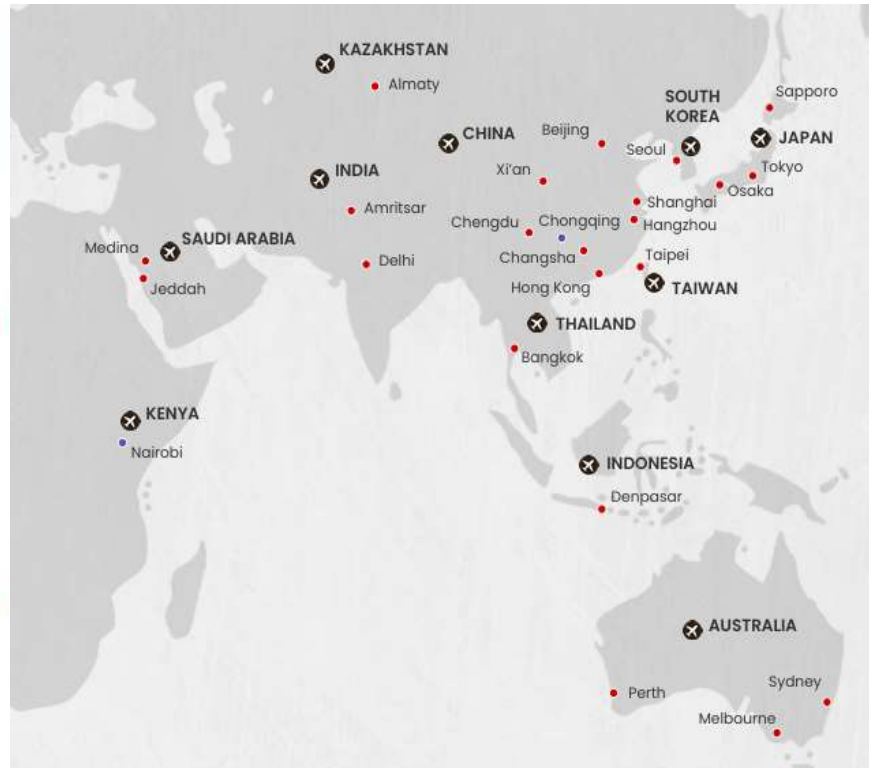 KAZAKHSTAN
Almaty
SOUTH
KOREA
Sapporo
CHINA
Beijing
Seoul
JAPAN
Xi'an
Tokyo
INDIA
Osaka
Amritsar
Shanghai
Chengdu
Chongqing
Hangzhou
SAUDI ARABIA
Medina
Delhi
Changsha
Taipei
Jeddah
Hong Kong
TAIWAN
THAILAND
Bangkok
KENYA
Nairobi
INDONESIA
Denpasar
AUSTRALIA
Perth
Sydney
Melbourne